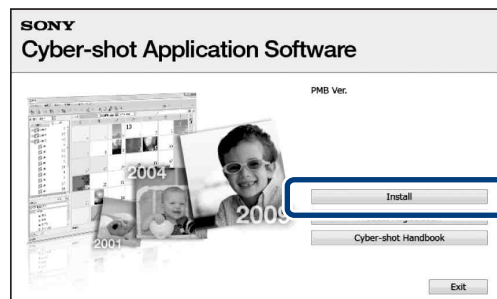 SONY
Cyber-shot Application Software
PMB Ver.
13
2004
2009
2001
Install
Cyber-shot Handbook
Exit